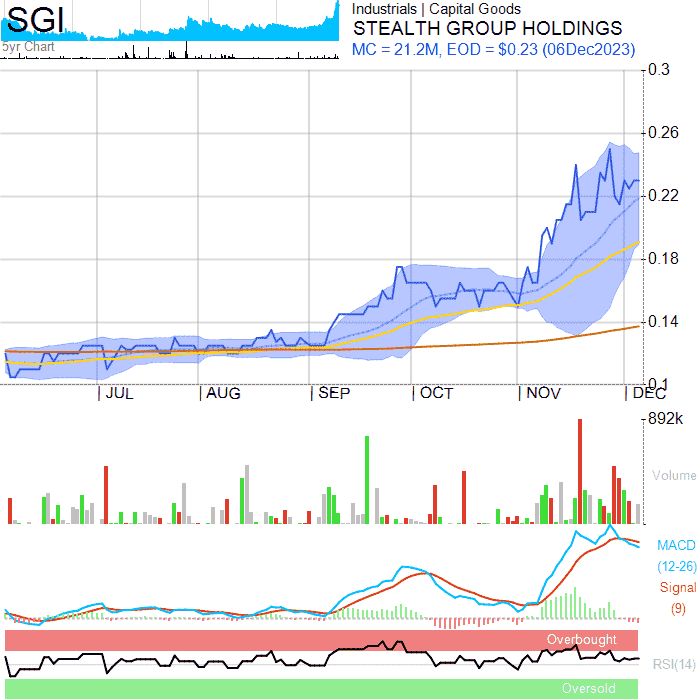 SGI
5yr Chart
Industrials | Capital Goods
STEALTH GROUP HOLDINGS
MC = 21.2M, EOD = $0.23 (06Dec2023)
0.3
0.26
0.22
0.18
0.14
0.1
JUL AUG SEP OCT NOV DEC
892k
Volume
MACD
(12-26)
Signal
(9)
Overbought
RSI(14)
Oversold